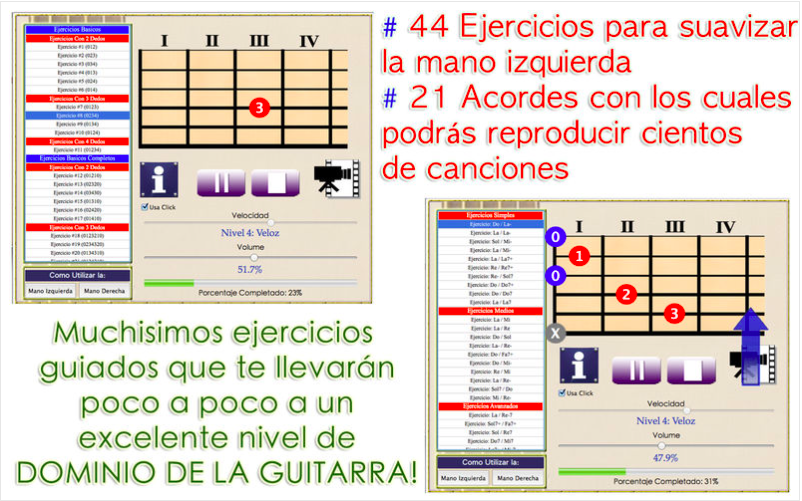 Ejercicios Basicos
Ejercicios Con 2 Dedos
Ejercicio #1 (012)
Ejercicio #2 (023)
Ejercicio #3 (034)
Ejercicio #4 (013)
Ejercicio #5 (024)
Ejercicio #6 (014)
Ejercicios Con 3 Dedos
Ejercicio #7 (0123)
Ejercicio #8 (0234)
Ejercicio #9 (0134)
Ejercicio #10 (0124)
Ejercicios Con 4 Dedos
Ejercicio #11 (01234)
Ejercicios Basicos Completos
Ejercicios Con 2 Dedos
Ejercicio #12 (01210)
Ejercicio #13 (02320)
Ejercicio #14 (03430)
Ejercicio #15 (01310)
Ejercicio #16 (02420)
Ejercicio #17 (01410)
Ejercicios Con 3 Dedos
Ejercicio #18 (0123210)
Ejercicio #19 (0234320)
Ejercicio #20 (0134310)
Como Utilizar la:
Mano Izquierda Mano Derecha
I II III IV
3
i
Usa Click
Velocidad
Nivel 4: Veloz
Volume
51.7%
Porcentaje Completado: 23%
# 44 Ejercicios para suavizar
la mano izquierda
# 21 Acordes con los cuales
podrás reproducir cientos
de canciones
Muchisimos ejercicios
guiados que te llevarán
poco a poco a un
excelente nivel de
DOMINIO DE LA GUITARRA!
Ejercicios Simples
Ejercicio: Do / La-
Ejercicio: La / La-
Ejercicio: Sol / Mi-
Ejercicio: La / Mi-
Ejercicio: La / La7
Ejercicio: Re / Re7
Ejercicio: Re- / Sol7
Ejercicio: Do / Do7+
Ejercicio: Do / Do7
Ejercicio: La / La7
Ejercicios Medios
Ejercicio: La / Mi
Ejercicio: La / Re
Ejercicio: Do / Sol
Ejercicio: La / Re-
Ejercicio: Do / Fa7+
Ejercicio: Re / Mi
Ejercicio: La / Re-
Ejercicio: Sol7 / Do
Ejercicio: Mi / Re-
Ejercicios Avanzados
Ejercicio: La / Re-7
Ejercicio: Sol7+ / Fa7+
Ejercicio: Sol / Re7
Ejercicio: Do7 / Mi7
Como Utilizar la:
Mano Izquierda Mano Derecha
I II III IV
0
1
0
2
3
X
i
Usa Click
Velocidad
Nivel 4: Veloz
Volume
47.9%
Porcentaje Completado: 31%